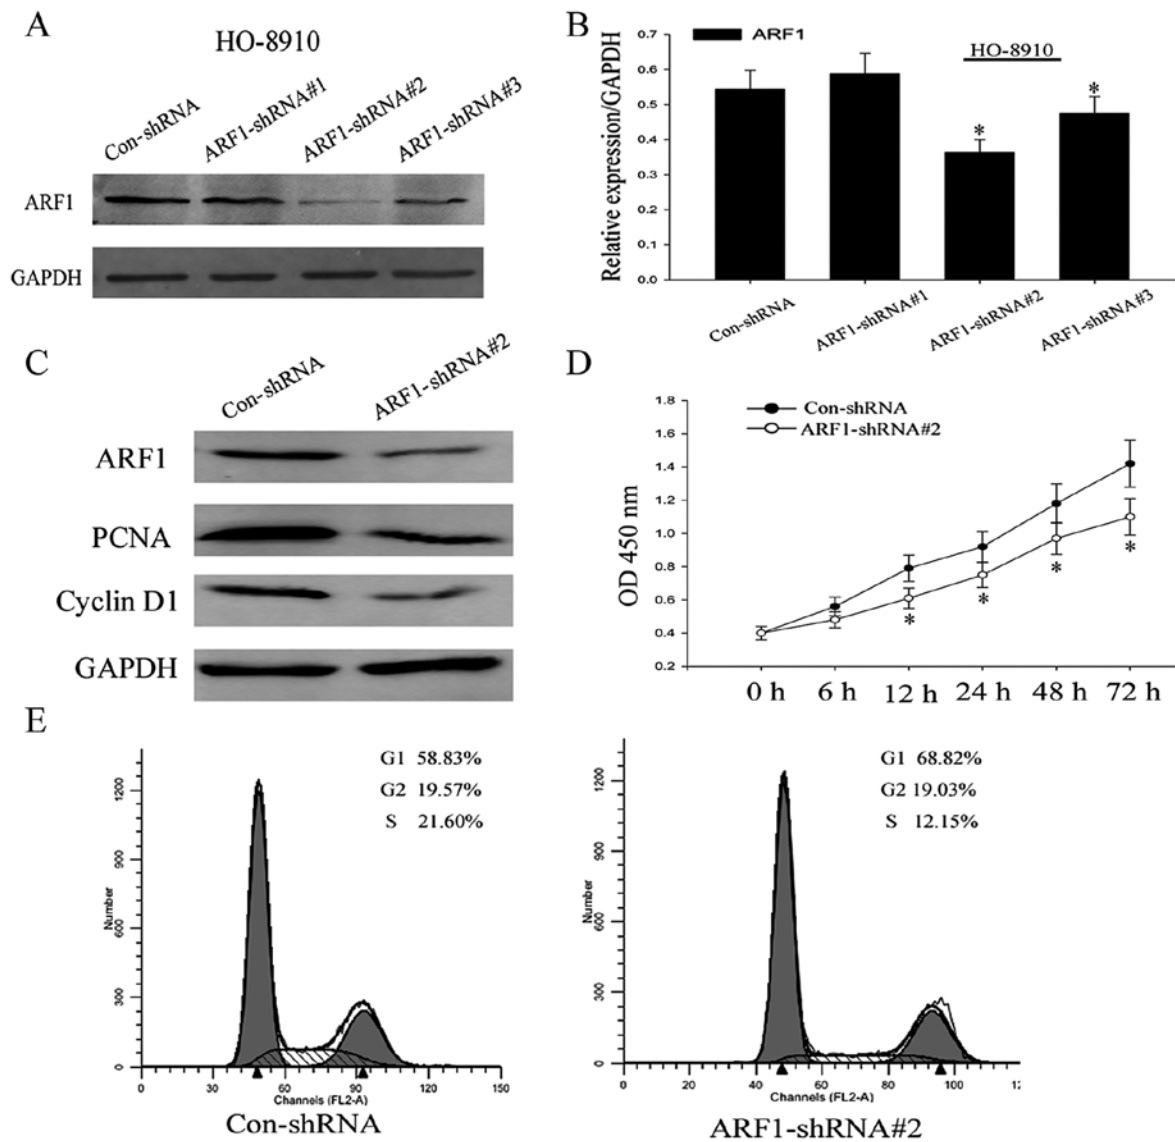 A
HO-8910
Con-shRNA
ARF1-shRNA#1
ARF1-shRNA#2
ARF1-shRNA#3
ARF1
GAPDH
B
ARF1
HO-8910
Relative expression/GAPDH
0.7
0.6
0.5
0.4
0.3
0.2
0.1
0.0
*
*
Con-shRNA
ARF1-shRNA#1
ARF1-shRNA#2
ARF1-shRNA#3
C
Con-shRNA
ARF1-shRNA#2
ARF1
PCNA
Cyclin D1
GAPDH
D
Con-shRNA
ARF1-shRNA#2
OD 450 nm
1.8
1.6
1.4
1.2
1.0
0.8
0.6
0.4
0.2
* * * *
0 h 6 h 12 h 24 h 48 h 72 h
E
G1 58.83%
G2 19.57%
S 21.60%
Number
1200
900
600
300
0
0 30 60 90 120 150
Channels (FL2-A)
Con-shRNA
G1 68.82%
G2 19.03%
S 12.15%
Number
1200
900
600
300
0
0 20 40 60 80 100
Channels (FL2-A)
ARF1-shRNA#2